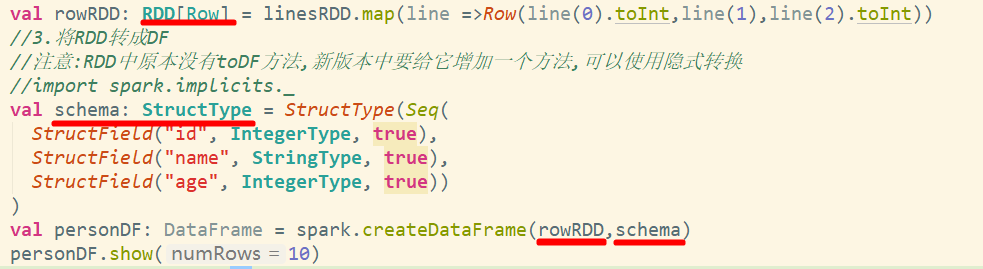 val rowRDD: RDD[Row] = linesRDD.map(line =>Row(line(0).toInt,line(1),line(2).toInt))
//3.将RDD转成DF
//注意:RDD中原本没有toDF方法,新版本中要给它增加一个方法,可以使用隐式转换
//import spark.implicits._
val schema: StructType = StructType(Seq(
StructField("id", IntegerType, true),
StructField("name", StringType, true),
StructField("age", IntegerType, true))
)
val personDF: DataFrame = spark.createDataFrame(rowRDD,schema)
personDF.show( numRows = 10)